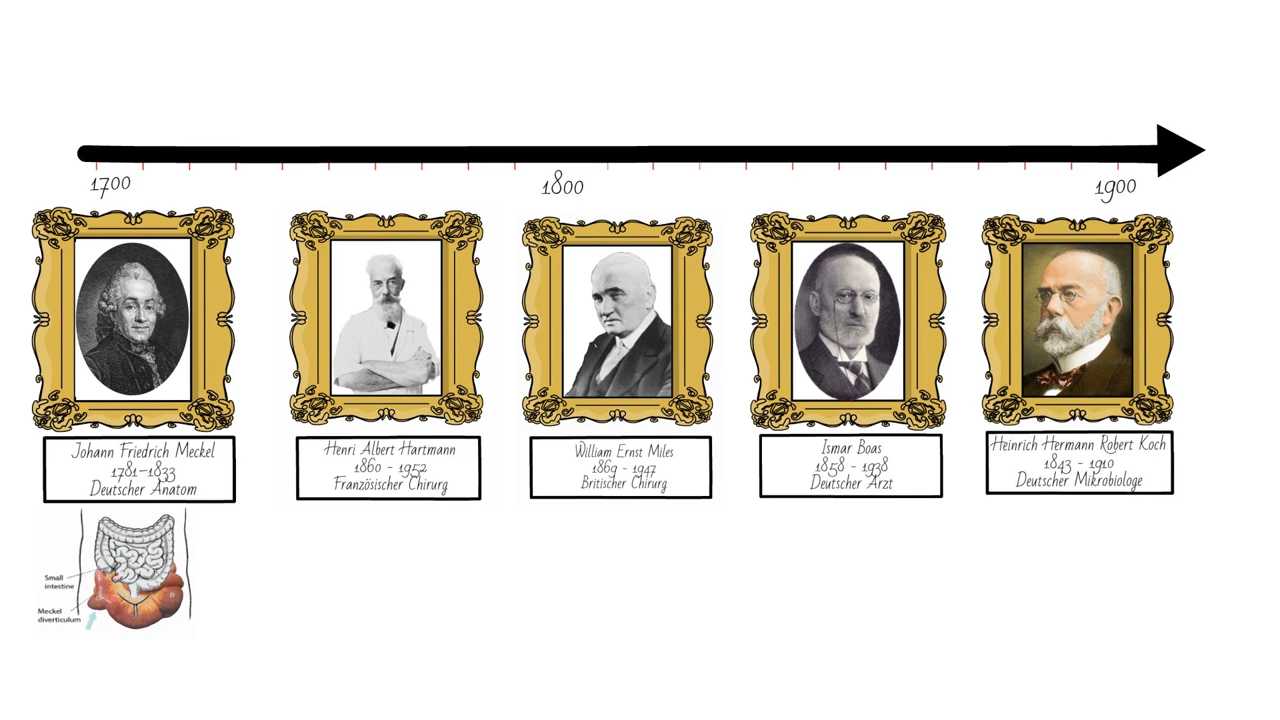 1700
1800
1900
Johann Friedrich Meckel
1781-1833
Deutscher Anatom
Henri Albert Hartmann
1860 - 1952
Französischer Chirurg
William Ernst Miles
1869 - 1947
Britischer Chirurg
Ismar Boas
1858 - 1938
Deutscher Arzt
Heinrich Hermann Robert Koch
1843 - 1910
Deutscher Mikrobiologe
Small
intestine
Meckel
diverticulum